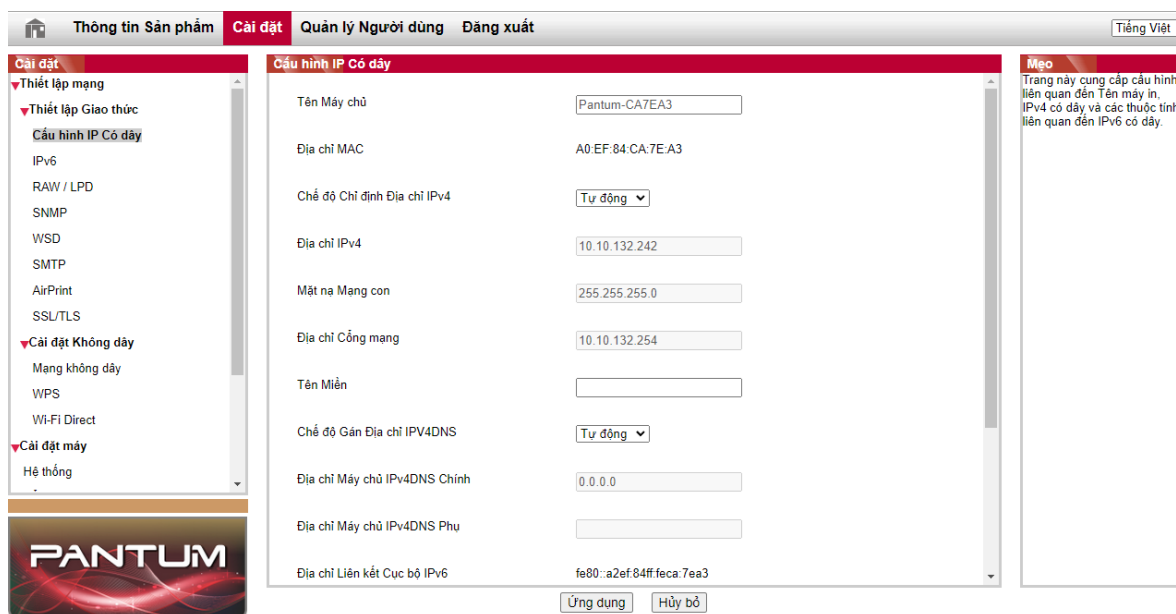 Thông tin Sản phẩm Cài đặt Quản lý Người dùng Đăng xuất Tiếng Việt
Cài đặt
Thiết lập mạng
Thiết lập Giao thức
Cấu hình IP Có dây
IPv6
RAW / LPD
SNMP
WSD
SMTP
AirPrint
SSL/TLS
Cài đặt Không dây
Mạng không dây
WPS
Wi-Fi Direct
Cài đặt máy
Hệ thống
PANTUM
Cấu hình IP Có dây
Tên Máy chủ Pantum-CA7EA3
Địa chỉ MAC A0:EF:84:CA:7E:A3
Chế độ Chỉ định Địa chỉ IPv4 Tự động
Địa chỉ IPv4 10.10.132.242
Mặt nạ Mạng con 255.255.255.0
Địa chỉ Cổng mạng 10.10.132.254
Tên Miền
Chế độ Gán Địa chỉ IPV4DNS Tự động
Địa chỉ Máy chủ IPv4DNS Chính 0.0.0.0
Địa chỉ Máy chủ IPv4DNS Phụ
Địa chỉ Liên kết Cục bộ IPv6 fe80::a2ef:84ff:feca:7ea3
Ứng dụng Hủy bỏ
Mẹo
Trang này cung cấp cấu hình
liên quan đến Tên máy in,
IPv4 có dây và các thuộc tính
liên quan đến IPv6 có dây.